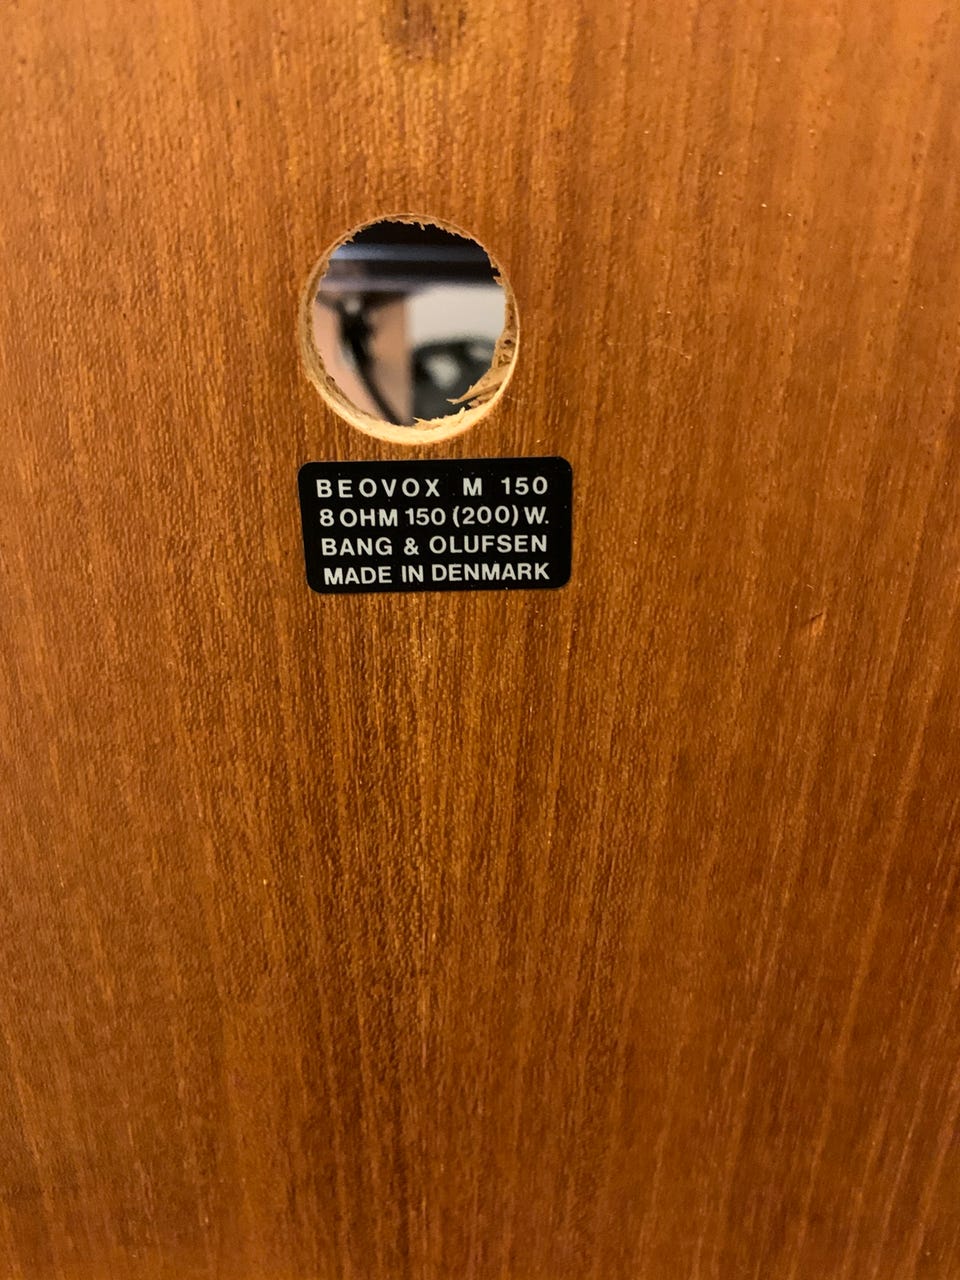 BEOVOX M 150
8 OHM 150 (200) W.
BANG & OLUFSEN
MADE IN DENMARK